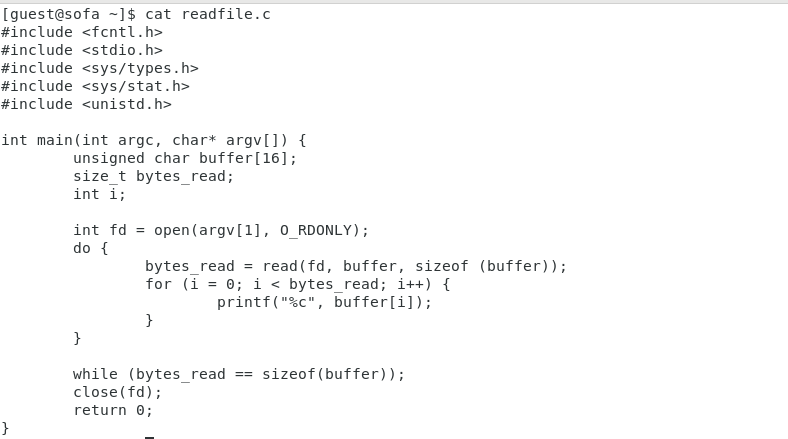 [guest@sofa ~]$ cat readfile.c
#include <fcntl.h>
#include <stdio.h>
#include <sys/types.h>
#include <sys/stat.h>
#include <unistd.h>

int main(int argc, char* argv[]) {
        unsigned char buffer[16];
        size_t bytes_read;
        int i;

        int fd = open(argv[1], O_RDONLY);
        do {
                bytes_read = read(fd, buffer, sizeof (buffer));
                for (i = 0; i < bytes_read; i++) {
                        printf("%c", buffer[i]);
                }
        }

        while (bytes_read == sizeof(buffer));
        close(fd);
        return 0;
}